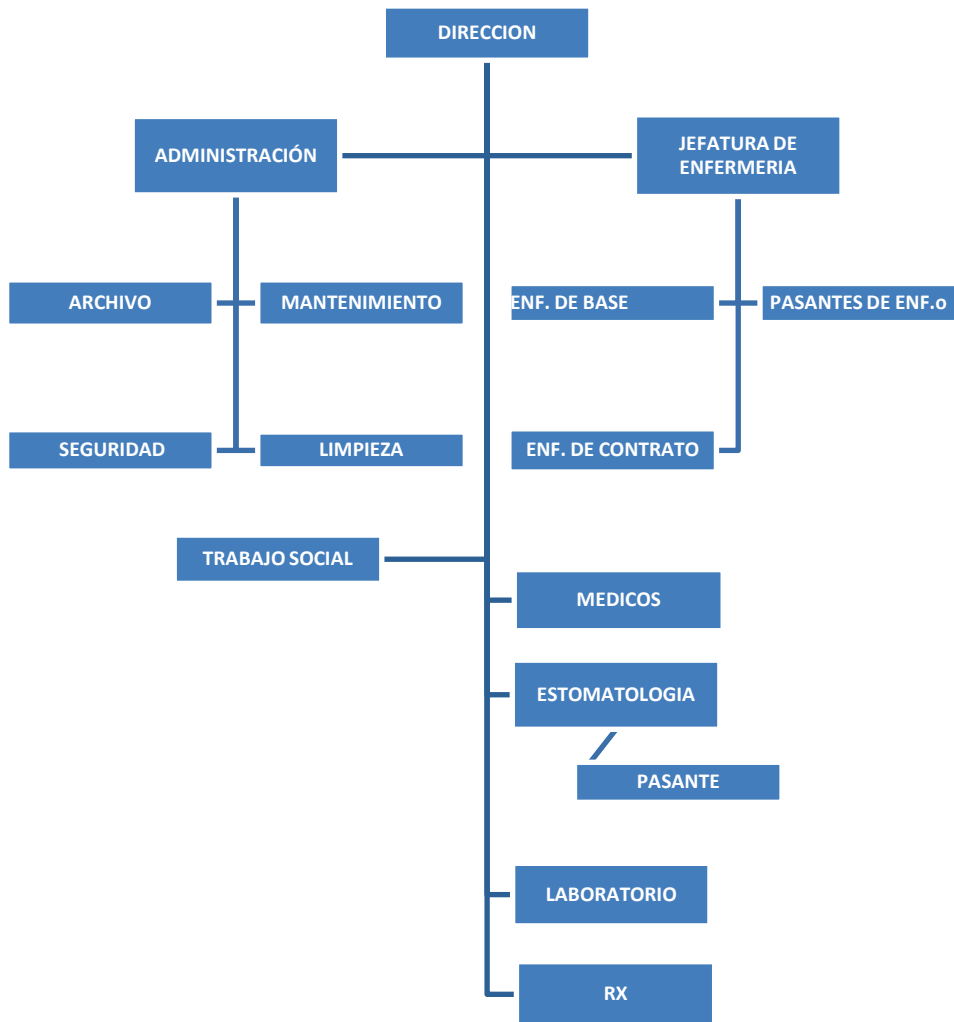 DIRECCION
ADMINISTRACIÓN
JEFATURA DE
ENFERMERIA
ARCHIVO
MANTENIMIENTO
ENF. DE BASE
PASANTES DE ENF.o
SEGURIDAD
LIMPIEZA
ENF. DE CONTRATO
TRABAJO SOCIAL
MEDICOS
ESTOMATOLOGIA
PASANTE
LABORATORIO
RX